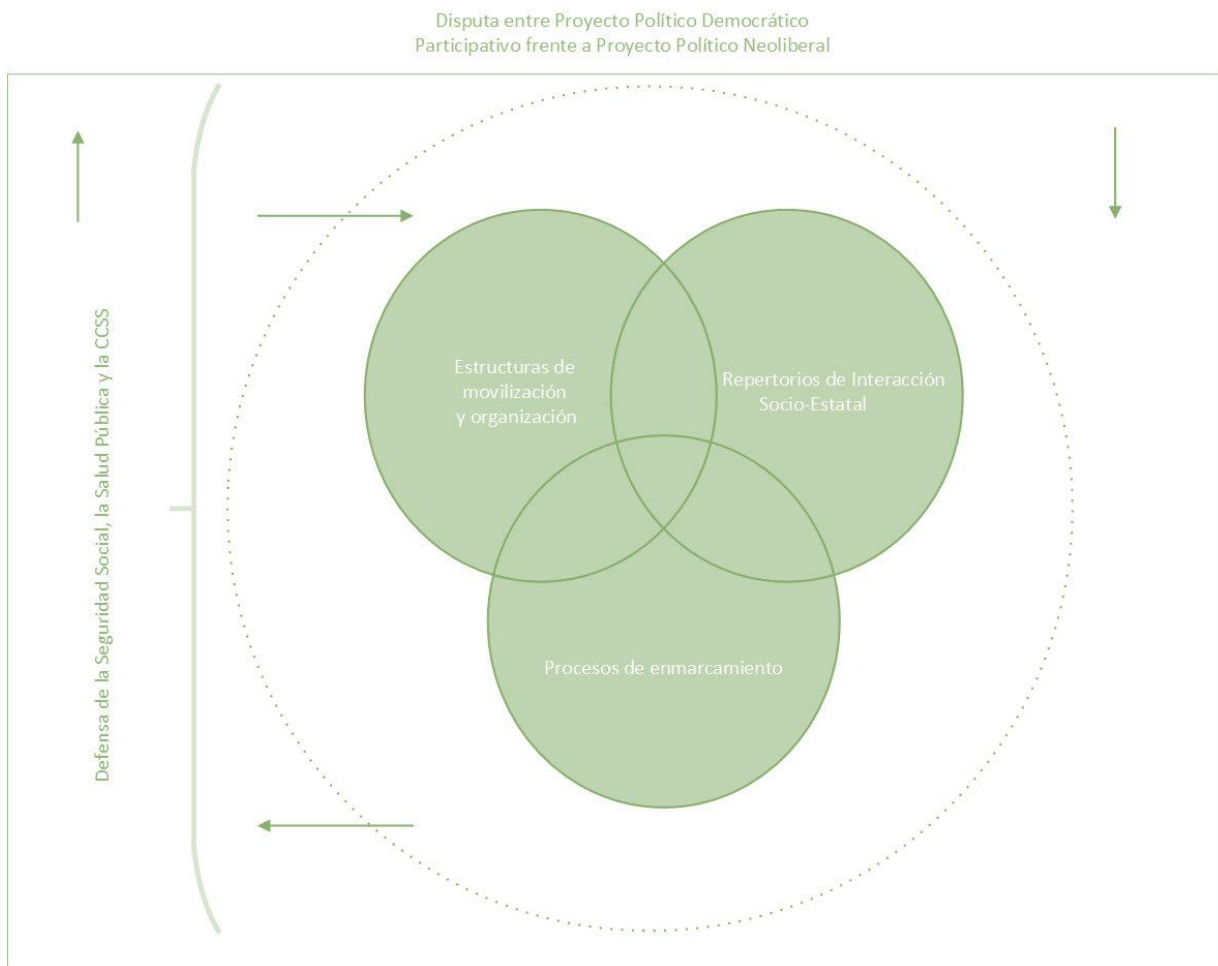 Disputa entre Proyecto Político Democrático
Participativo frente a Proyecto Político Neoliberal
Defensa de la Seguridad Social, la Salud Pública y la CCSS
Estructuras de
movilización
y organización
Repertorios de Interacción
Socio-Estatal
Procesos de enmarcamiento